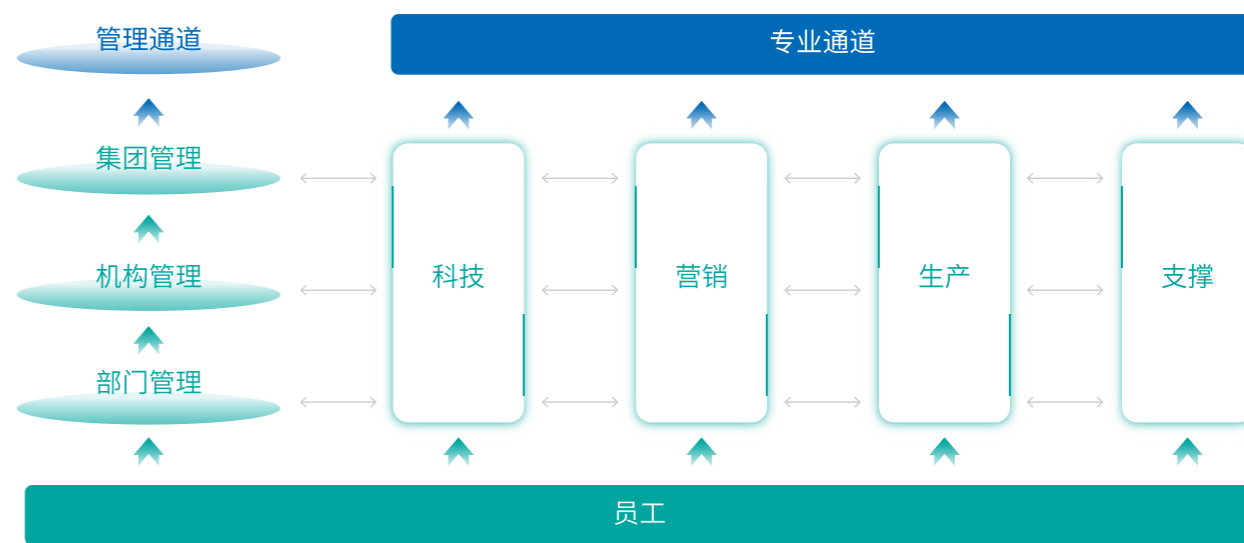 管理通道
专业通道
集团管理
机构管理
科技
营销
生产
支撑
部门管理
员工